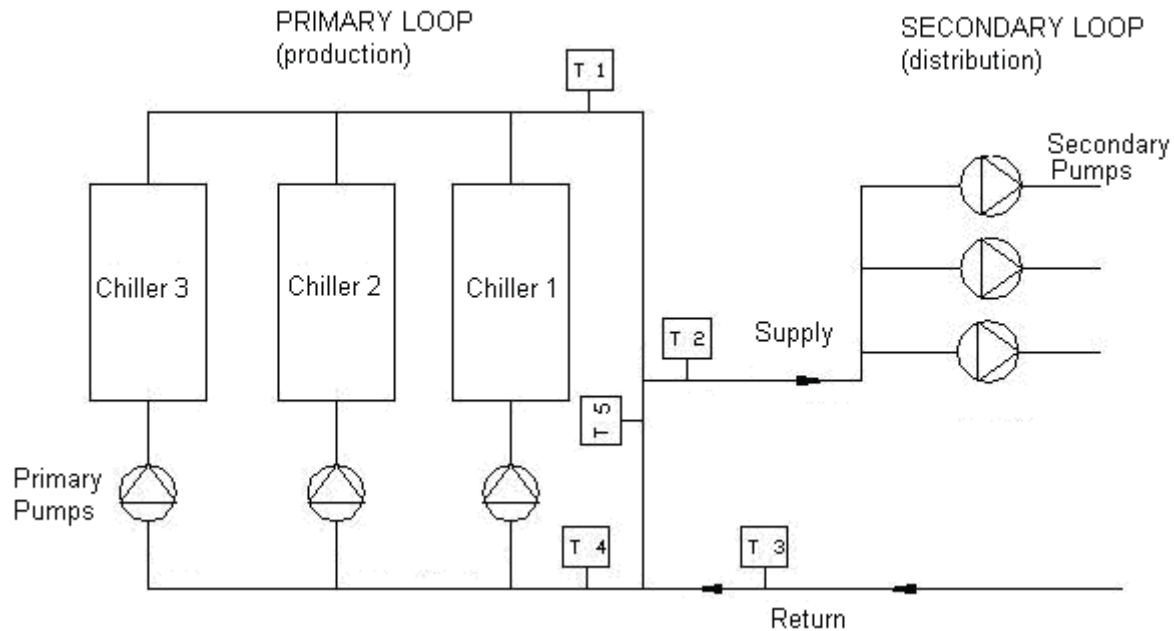 PRIMARY LOOP
(production)
SECONDARY LOOP
(distribution)
T 1
Secondary
Pumps
Chiller 3
Chiller 2
Chiller 1
T 2
Supply
T 5
Primary
Pumps
T 4
T 3
Return